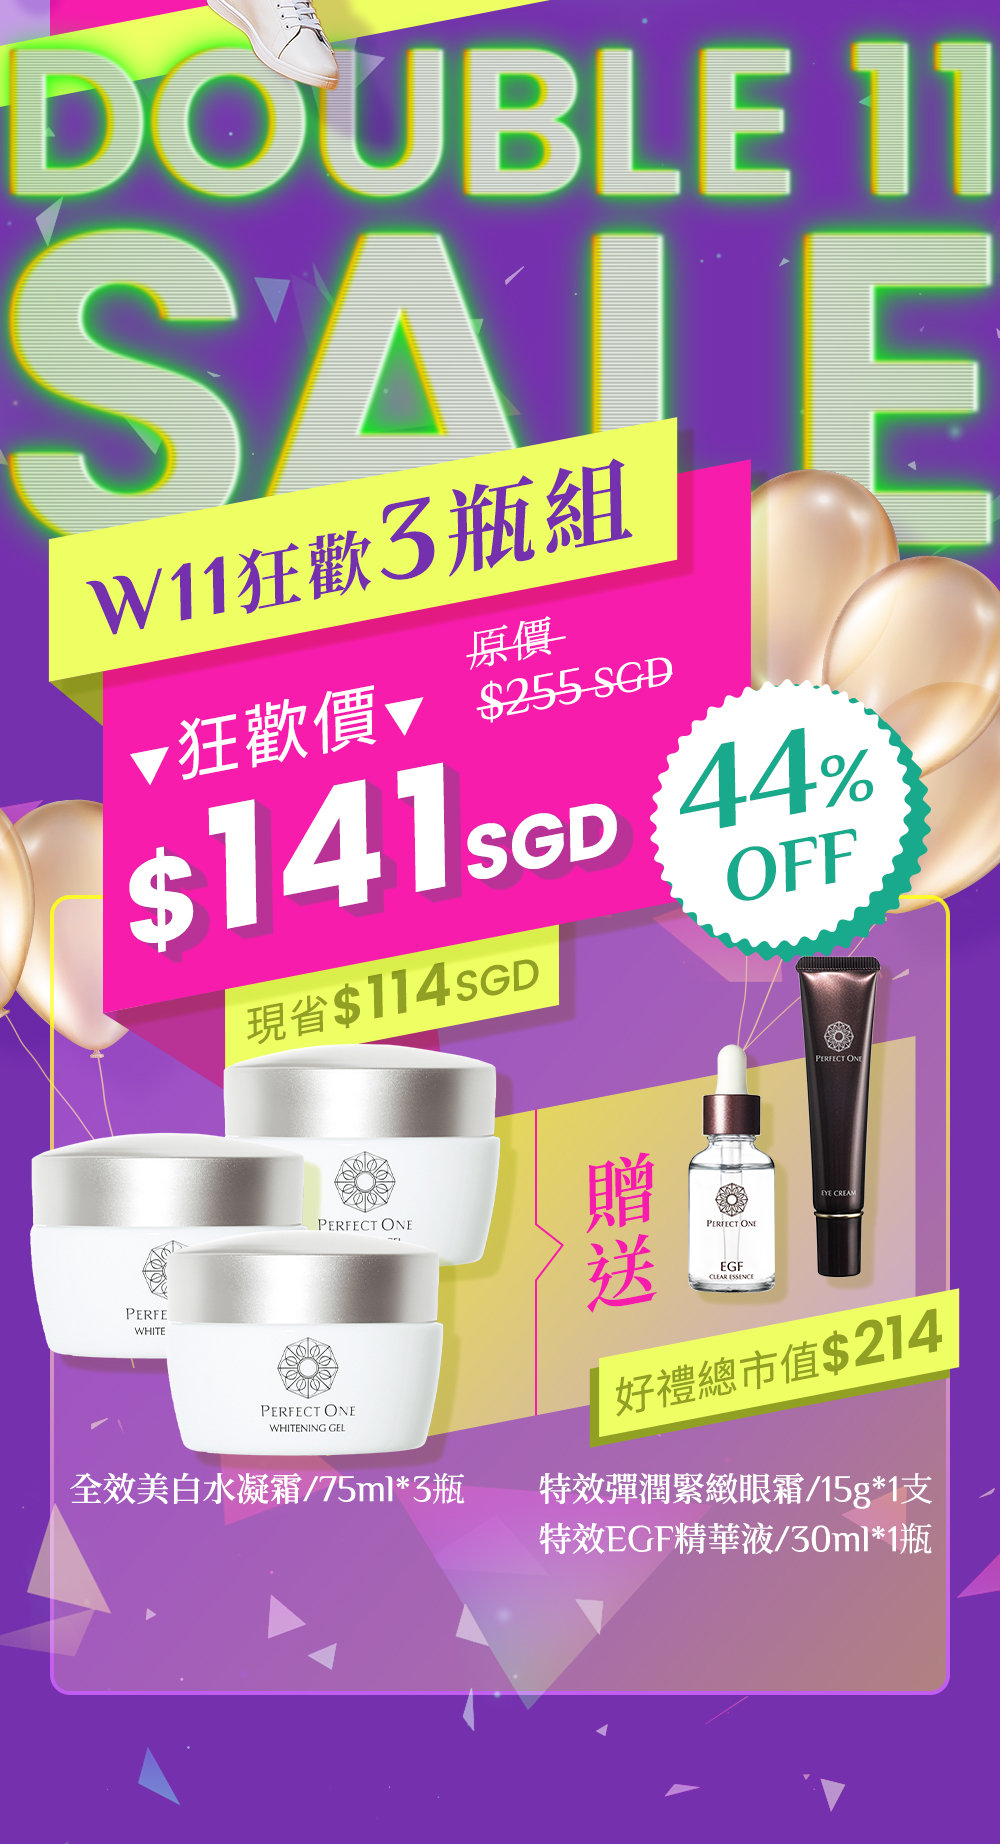 DOUBLE 11
SALE
W11狂歡3瓶組
原價
$255 SGD
▼狂歡價▼
$141SGD
44%
OFF
現省$114SGD
PERFECT ONE
PERFECT ONE
EYE CREAM
贈送
PERFECT ONE
EGF
CLEAR ESSENCE
PERFE
WHITE
PERFECT ONE
WHITENING GEL
好禮總市值$214
全效美白水凝霜/75ml*3瓶
特效彈潤緊緻眼霜/15g*1支
特效EGF精華液/30ml*1瓶